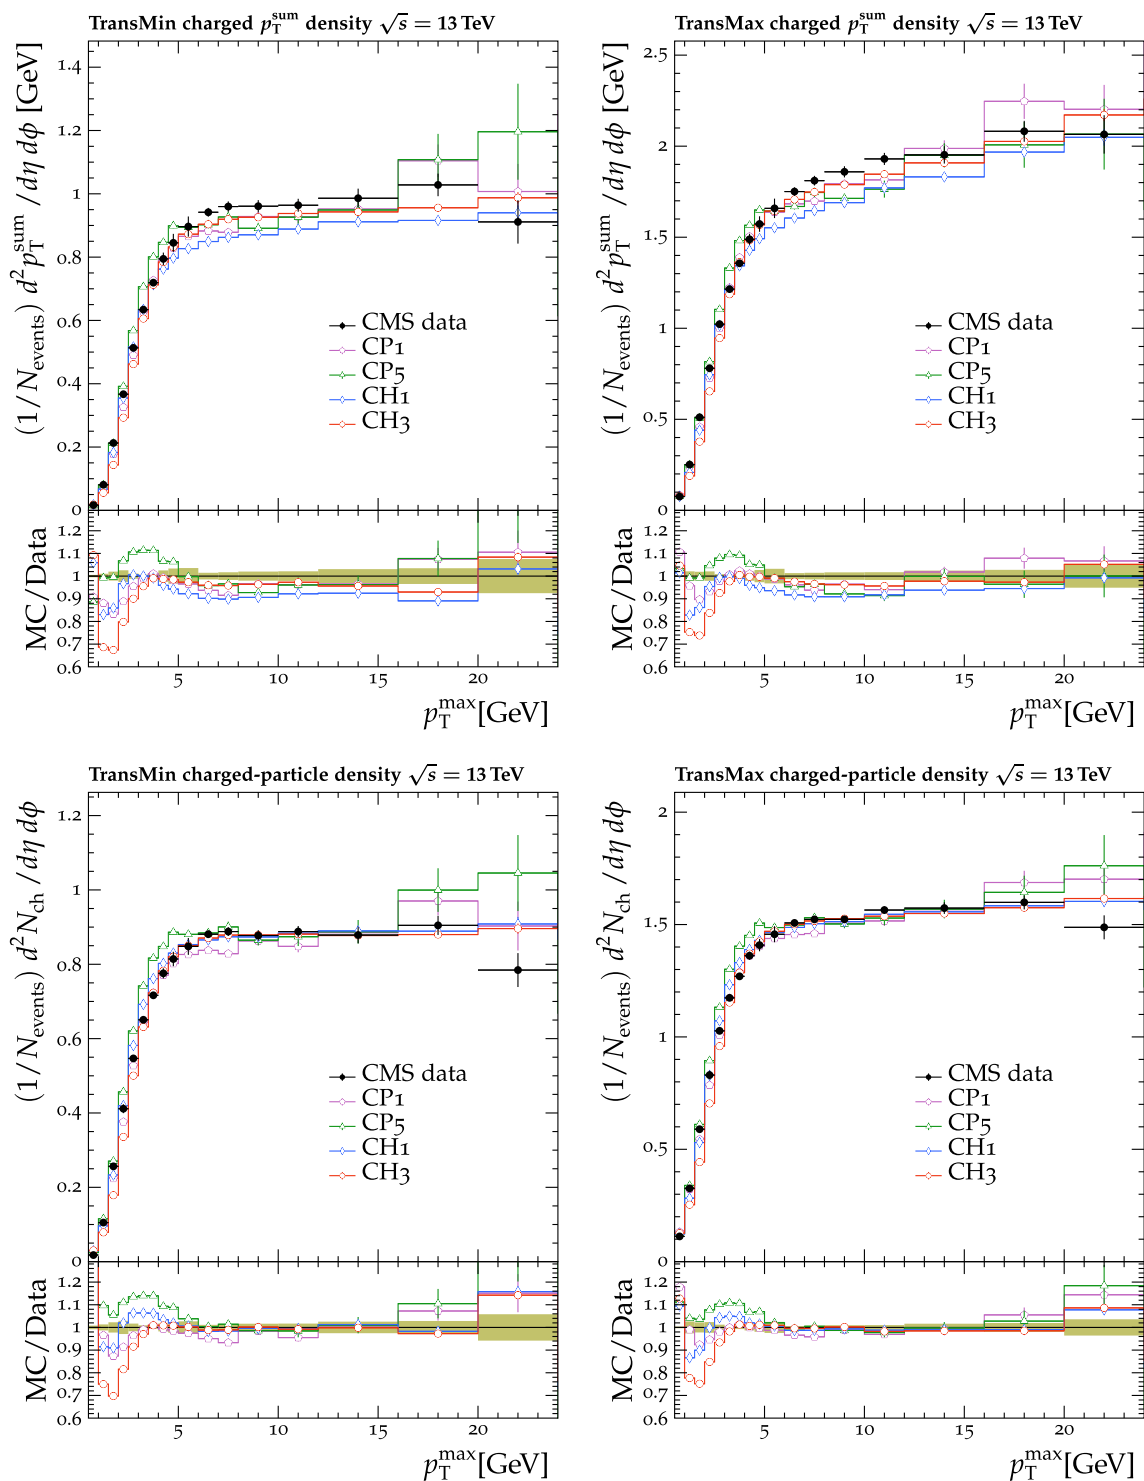 TransMin charged p_T^sum density √s = 13 TeV
(1/N_events) d²p_T^sum/dη dϕ [GeV]
1.4
1.2
1
0.8
0.6
0.4
0.2
0
CMS data
CP1
CP5
CH1
CH3
MC/Data
1.2
1.1
1
0.9
0.8
0.7
0.6
5 10 15 20
p_T^max[GeV]
TransMax charged p_T^sum density √s = 13 TeV
(1/N_events) d²p_T^sum/dη dϕ [GeV]
2.5
2
1.5
1
0.5
0
CMS data
CP1
CP5
CH1
CH3
MC/Data
1.2
1.1
1
0.9
0.8
0.7
0.6
5 10 15 20
p_T^max[GeV]
TransMin charged-particle density √s = 13 TeV
(1/N_events) d²N_ch/dη dϕ
1.2
1
0.8
0.6
0.4
0.2
0
CMS data
CP1
CP5
CH1
CH3
MC/Data
1.2
1.1
1
0.9
0.8
0.7
0.6
5 10 15 20
p_T^max[GeV]
TransMax charged-particle density √s = 13 TeV
(1/N_events) d²N_ch/dη dϕ
2
1.5
1
0.5
0
CMS data
CP1
CP5
CH1
CH3
MC/Data
1.2
1.1
1
0.9
0.8
0.7
0.6
5 10 15 20
p_T^max[GeV]